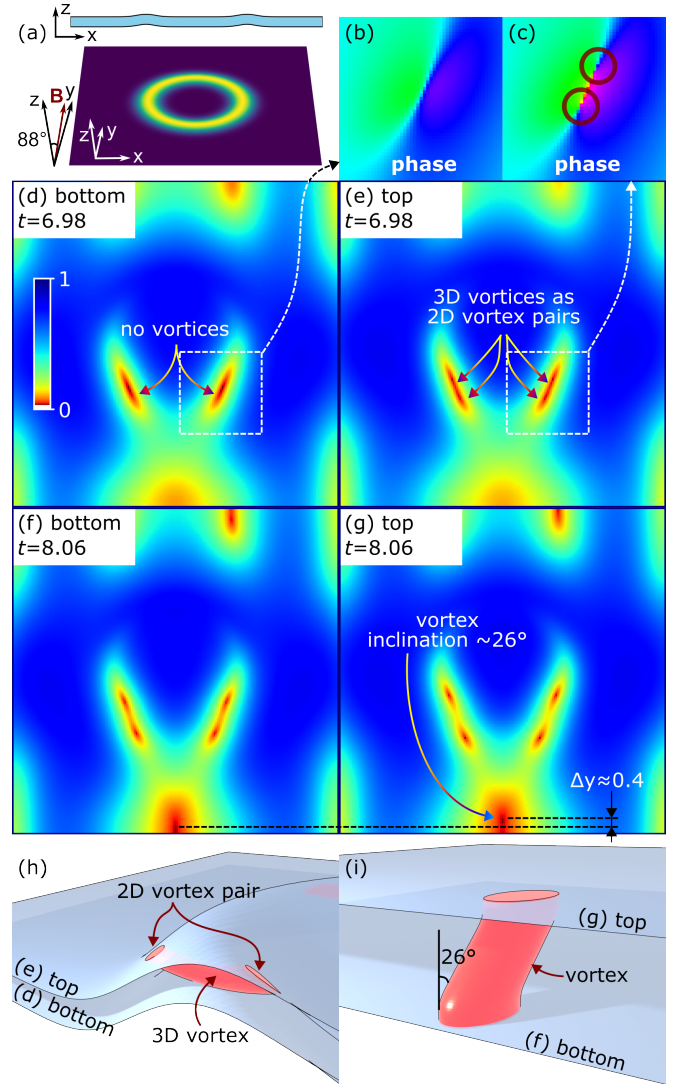 z
x
(a)
z
B
y
88°
z
y
x
(b)
phase
(c)
phase
(d) bottom
t=6.98
1
0
no vortices
(e) top
t=6.98
3D vortices as
2D vortex pairs
(f) bottom
t=8.06
(g) top
t=8.06
vortex
inclination ~26°
Δy≈0.4
(h)
2D vortex pair
(e) top
(d) bottom
3D vortex
(i)
(g) top
26°
vortex
(f) bottom